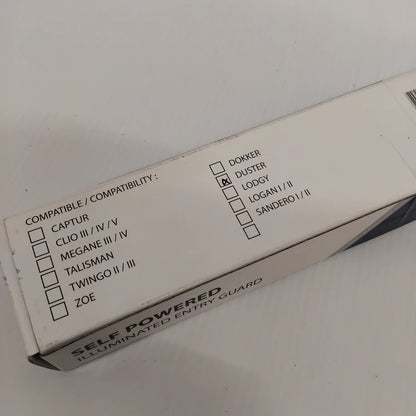 COMPATIBLE / COMPATIBILITY :
CAPTUR
CLIO III / IV / V
MEGANE III / IV
TALISMAN
TWINGO II / III
ZOE
DOKKER
DUSTER
LODGY
LOGAN I / II
SANDERO I / II
SELF POWERED
ILLUMINATED ENTRY GUARD